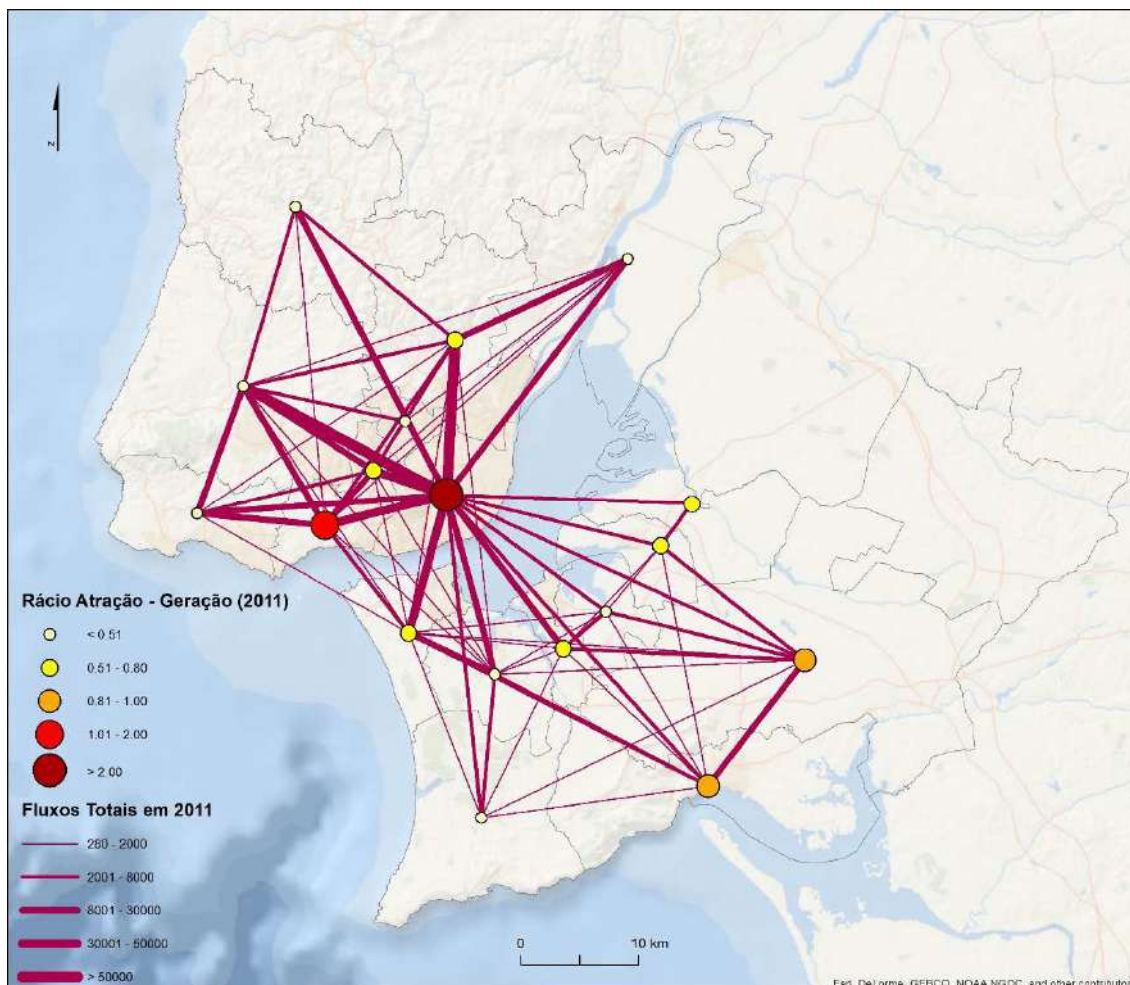 N
Rácio Atração - Geração (2011)
< 0.51
0.51 - 0.80
0.81 - 1.00
1.01 - 2.00
> 2.00
Fluxos Totais em 2011
280 - 2000
2001 - 8000
8001 - 30000
30001 - 50000
> 50000
0 10 km
Esri, DeLorme, GEBCO, NOAA NGDC, and other contributor